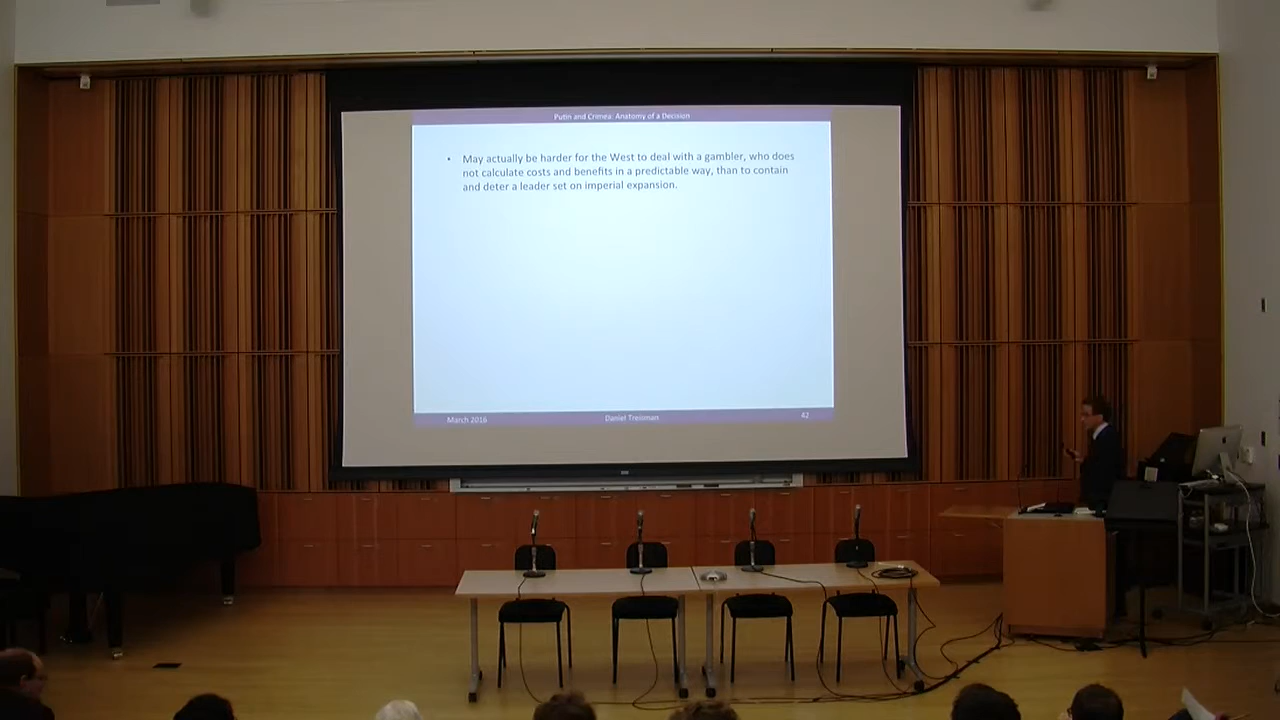 Putin and Crimea: Anatomy of a Decision
• May actually be harder for the West to deal with a gambler, who does
not calculate costs and benefits in a predictable way, than to contain
and deter a leader set on imperial expansion.
March 2016
Daniel Treisman
42